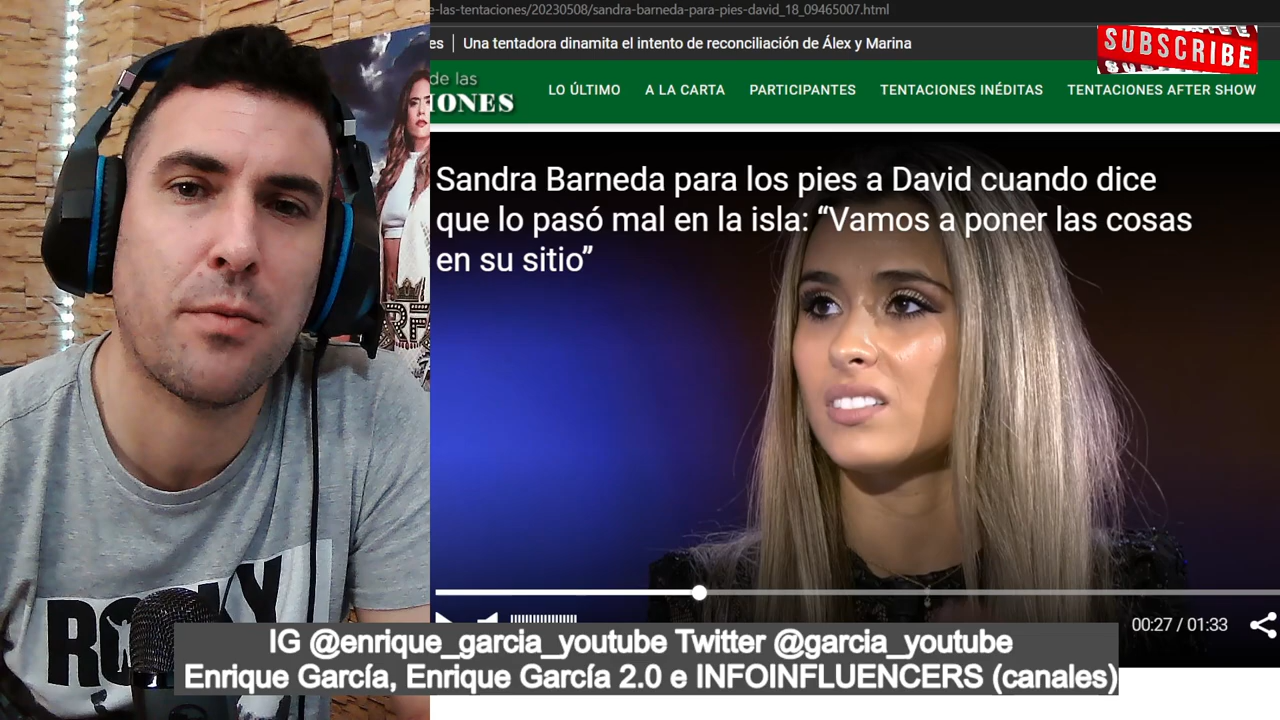 e-las-tentaciones/20230508/sandra-barneda-para-pies-david_18_09465007.html
es | Una tentadora dinamita el intento de reconciliación de Álex y Marina
SUBSCRIBE
de las
IONES
LO ÚLTIMO A LA CARTA PARTICIPANTES TENTACIONES INÉDITAS TENTACIONES AFTER SHOW
Sandra Barneda para los pies a David cuando dice
que lo pasó mal en la isla: “Vamos a poner las cosas
en su sitio”
00:27 / 01:33
ROCKY
IG @enrique_garcia_youtube Twitter @garcia_youtube
Enrique García, Enrique García 2.0 e INFOINFLUENCERS (canales)